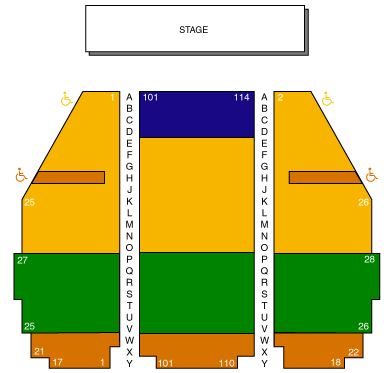 STAGE
1 A 101 114 A 2
B B
C C
D D
E E
F F
G G
H H
J J
25 K K 26
L L
M M
N N
O O
27 P P 28
Q Q
R R
S S
T T
U U
25 V V 26
W W
21 X X 22
17 1 Y 101 110 Y 18